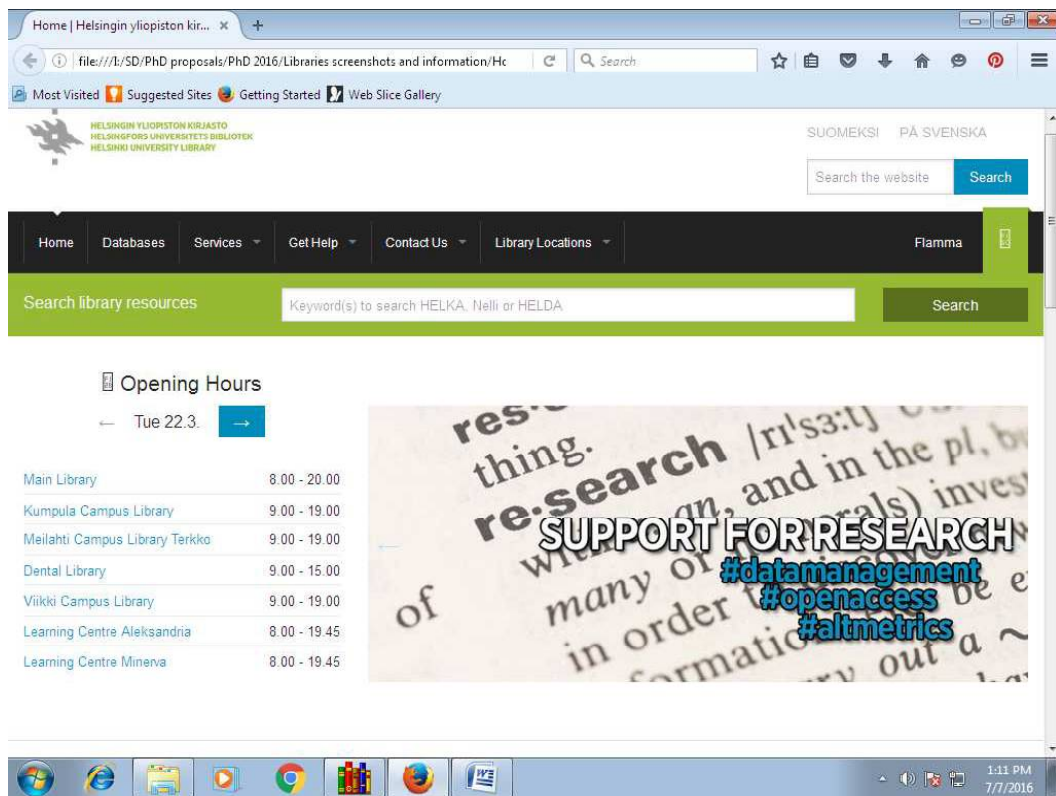 Home | Helsingin yliopiston kir...
file:///I:/SD/PhD proposals/PhD 2016/Libraries screenshots and information/Hc
Search
Most Visited Suggested Sites Getting Started Web Slice Gallery
HELSINGIN YLIOPISTON KIRJASTO
HELSINGFORS UNIVERSITETS BIBLIOTEK
HELSINKI UNIVERSITY LIBRARY
SUOMEKSI PÅ SVENSKA
Search the website Search
Home Databases Services Get Help Contact Us Library Locations Flamma
Search library resources Keyword(s) to search HELKA, Nelli or HELDA Search
Opening Hours
← Tue 22.3. →
Main Library 8.00 - 20.00
Kumpula Campus Library 9.00 - 19.00
Meilahti Campus Library Terkko 9.00 - 19.00
Dental Library 9.00 - 15.00
Viikki Campus Library 9.00 - 19.00
Learning Centre Aleksandria 8.00 - 19.45
Learning Centre Minerva 8.00 - 19.45
thing.
re·search /rɪ'sɜ:tʃ
and in the pl,
SUPPORT FOR RESEARCH
#datamanagement
#openaccess
#altmetrics
of many of
in order
out a ~
1:11 PM
7/7/2016